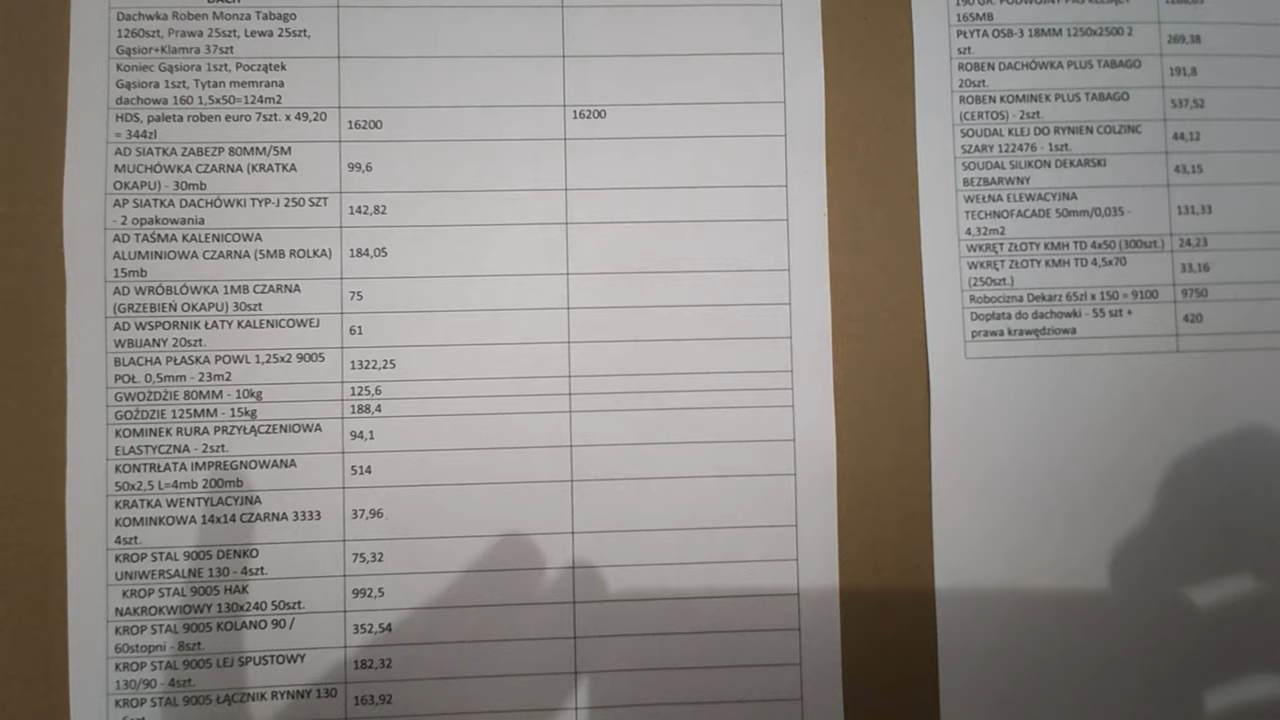 DACH
Dachwka Roben Monza Tabago
1260szt, Prawa 25szt, Lewa 25szt,
Gąsior+Klamra 37szt
Koniec Gąsiora 1szt, Początek
Gąsiora 1szt, Tytan memrana
dachowa 160 1,5x50=124m2
HDS, paleta roben euro 7szt. x 49,20
= 344zl
16200
16200
AD SIATKA ZABEZP 80MM/5M
MUCHÓWKA CZARNA (KRATKA
OKAPU) - 30mb
99,6
AP SIATKA DACHÓWKI TYP-J 250 SZT
- 2 opakowania
142,82
AD TAŚMA KALENICOWA
ALUMINIOWA CZARNA (5MB ROLKA)
15mb
184,05
AD WRÓBLÓWKA 1MB CZARNA
(GRZEBIEŃ OKAPU) 30szt
75
AD WSPORNIK ŁATY KALENICOWEJ
WBIJANY 20szt.
61
BLACHA PŁASKA POWL 1,25x2 9005
POŁ. 0,5mm - 23m2
1322,25
GWOŹDZIE 80MM - 10kg
125,6
GOŹDZIE 125MM - 15kg
188,4
KOMINEK RURA PRZYŁĄCZENIOWA
ELASTYCZNA - 2szt.
94,1
KONTRŁATA IMPREGNOWANA
50x2,5 L=4mb 200mb
514
KRATKA WENTYLACYJNA
KOMINKOWA 14x14 CZARNA 3333
4szt.
37,96
KROP STAL 9005 DENKO
UNIWERSALNE 130 - 4szt.
75,32
KROP STAL 9005 HAK
NAKROKWIOWY 130x240 50szt.
992,5
KROP STAL 9005 KOLANO 90 /
60stopni - 8szt.
352,54
KROP STAL 9005 LEJ SPUSTOWY
130/90 - 4szt.
182,32
KROP STAL 9005 ŁĄCZNIK RYNNY 130
163,92
165MB
PŁYTA OSB-3 18MM 1250x2500 2
szt.
269,38
ROBEN DACHÓWKA PLUS TABAGO
20szt.
191,8
ROBEN KOMINEK PLUS TABAGO
(CERTOS) - 2szt.
537,52
SOUDAL KLEJ DO RYNIEN COLZINC
SZARY 122476 - 1szt.
44,12
SOUDAL SILIKON DEKARSKI
BEZBARWNY
43,15
WEŁNA ELEWACYJNA
TECHNOFACADE 50mm/0,035 -
4,32m2
131,33
WKRĘT ZŁOTY KMH TD 4x50 (300szt.)
24,23
WKRĘT ZŁOTY KMH TD 4,5x70
(250szt.)
33,16
Robocizna Dekarz 65zl x 150 = 9100
9750
Dopłata do dachowki - 55 szt +
prawa krawędziowa
420